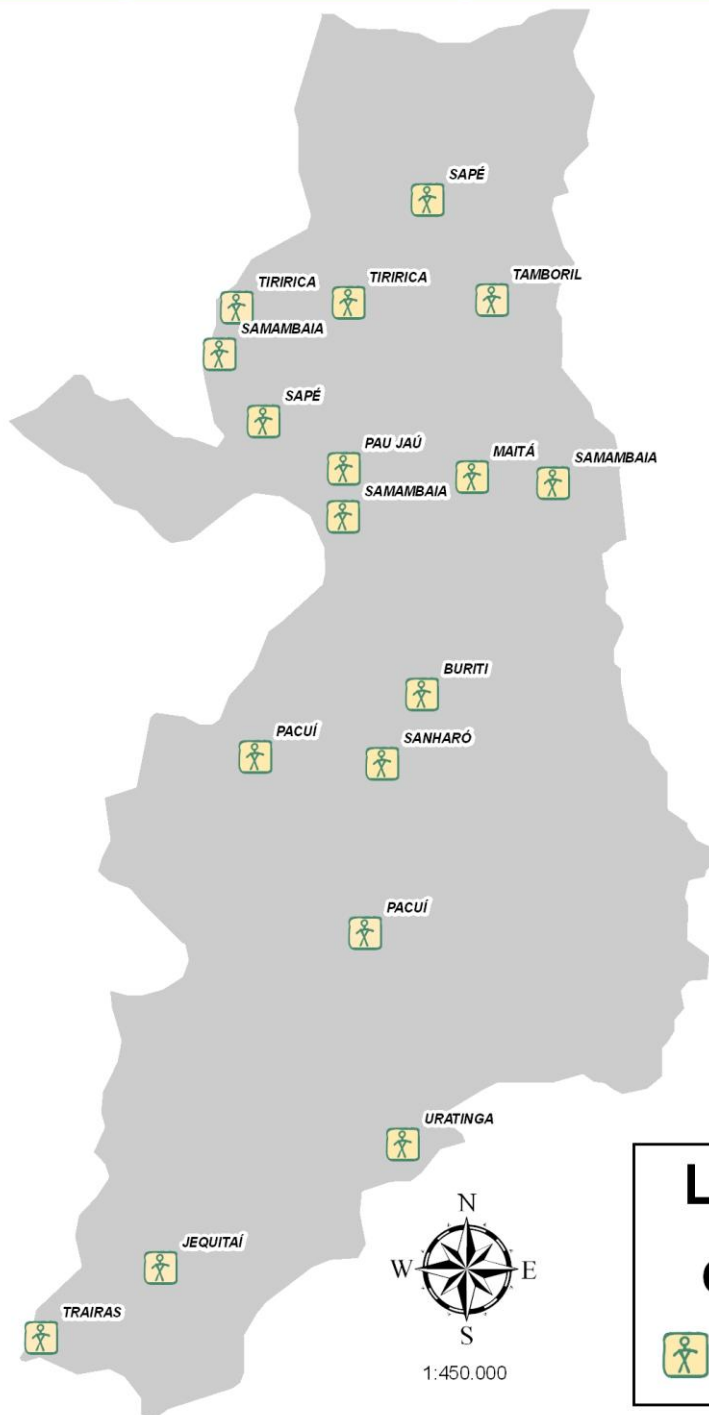 SAPÉ
TIRIRICA
TIRIRICA
TAMBORIL
SAMAMBAIA
SAPÉ
PAU JAÚ
MAITÁ
SAMAMBAIA
SAMAMBAIA
BURITI
PACUÍ
SANHARÓ
PACUÍ
URATINGA
N
W E
S
1:450.000
JEQUITAÍ
TRAIRAS
L